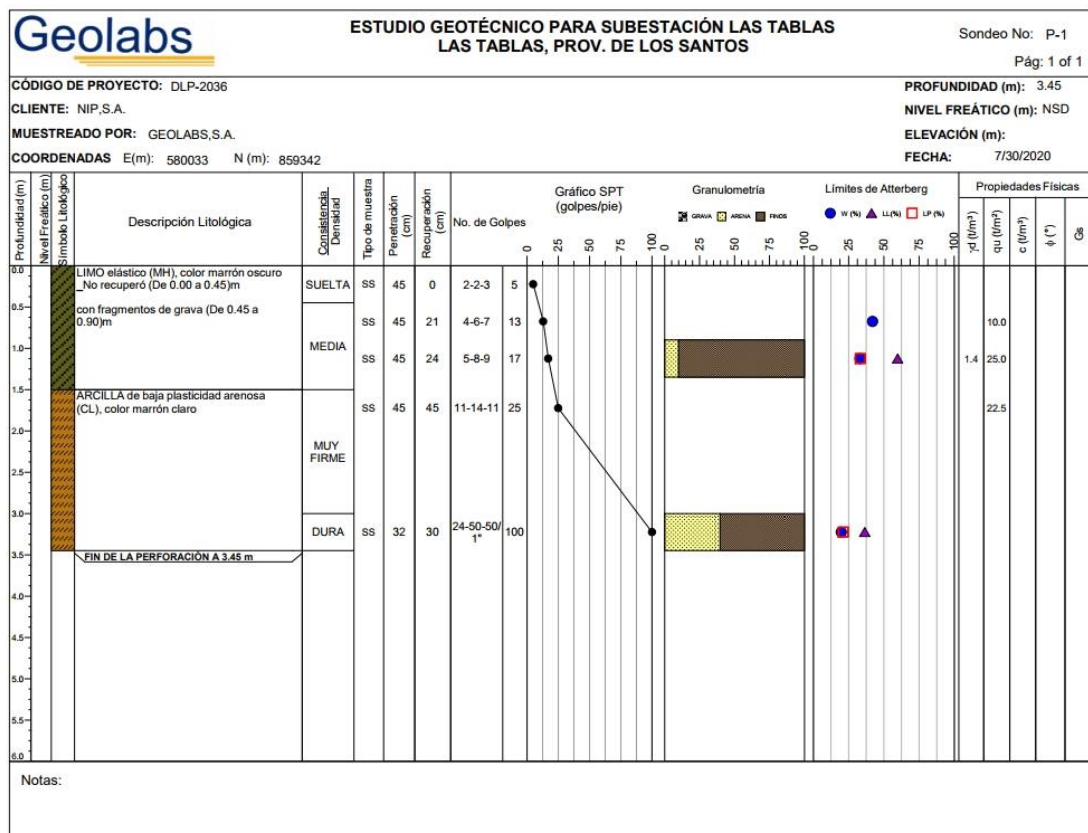 Geolabs
ESTUDIO GEOTÉCNICO PARA SUBESTACIÓN LAS TABLAS
LAS TABLAS, PROV. DE LOS SANTOS
Sondeo No: P-1
Pág: 1 of 1
CÓDIGO DE PROYECTO: DLP-2036
PROFUNDIDAD (m): 3.45
CLIENTE: NIP,S.A.
NIVEL FREÁTICO (m): NSD
MUESTREADO POR: GEOLABS,S.A.
ELEVACIÓN (m):
COORDENADAS E(m): 580033 N (m): 859342
FECHA: 7/30/2020
Profundidad (m)
Nivel Freático (m)
Símbolo Litológico
Descripción Litológica
Consistencia
Densidad
Tipo de muestra
Penetración
(cm)
Recuperación
(cm)
No. de Golpes
Gráfico SPT
(golpes/pie)
0 25 50 75 100
Granulometría
GRAVA ARENA FINOS
0 25 50 75 100
Límites de Atterberg
W (%) LL(%) LP (%)
0 25 50 75 100
Propiedades Físicas
γd (t/m³)
qu (t/m²)
c (t/m²)
ϕ (°)
Gs
0.0
LIMO elástico (MH), color marrón oscuro
_No recuperó (De 0.00 a 0.45)m
SUELTA SS 45 0 2-2-3 5
0.5
con fragmentos de grava (De 0.45 a
0.90)m
SS 45 21 4-6-7 13 10.0
1.0
MEDIA
SS 45 24 5-8-9 17 1.4 25.0
1.5
ARCILLA de baja plasticidad arenosa
(CL), color marrón claro
SS 45 45 11-14-11 25 22.5
2.0
MUY
FIRME
2.5
3.0
DURA SS 32 30 24-50-50/
1" 100
3.5
FIN DE LA PERFORACIÓN A 3.45 m
4.0
4.5
5.0
5.5
6.0
Notas: